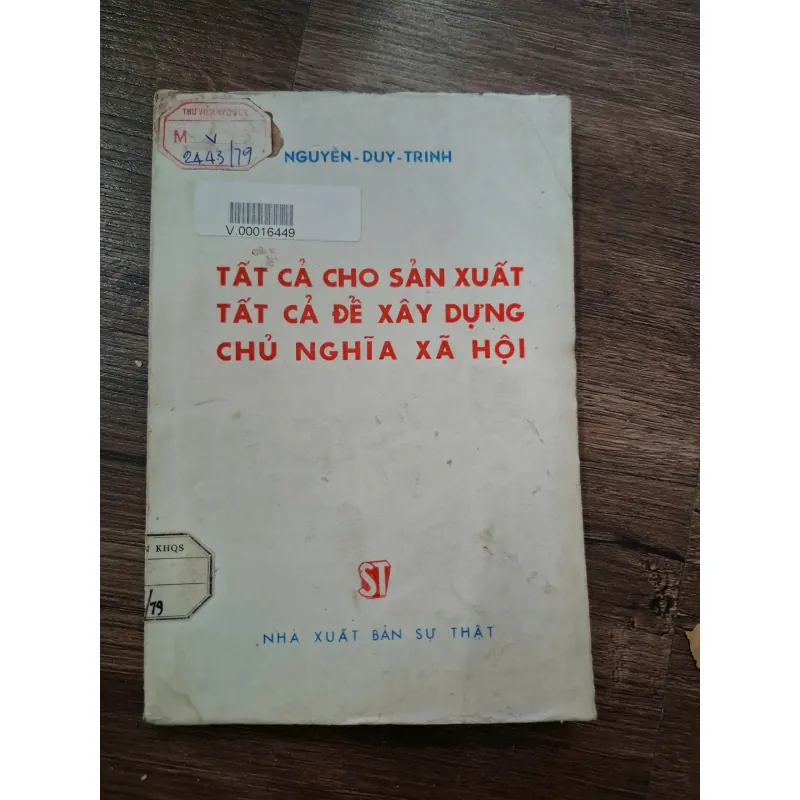 THƯ VIỆN
M V
2443/79
NGUYỄN-DUY-TRINH
V.00016449
TẤT CẢ CHO SẢN XUẤT
TẤT CẢ ĐỂ XÂY DỰNG
CHỦ NGHĨA XÃ HỘI
N KHQS
/79
ST
NHÀ XUẤT BẢN SỰ THẬT